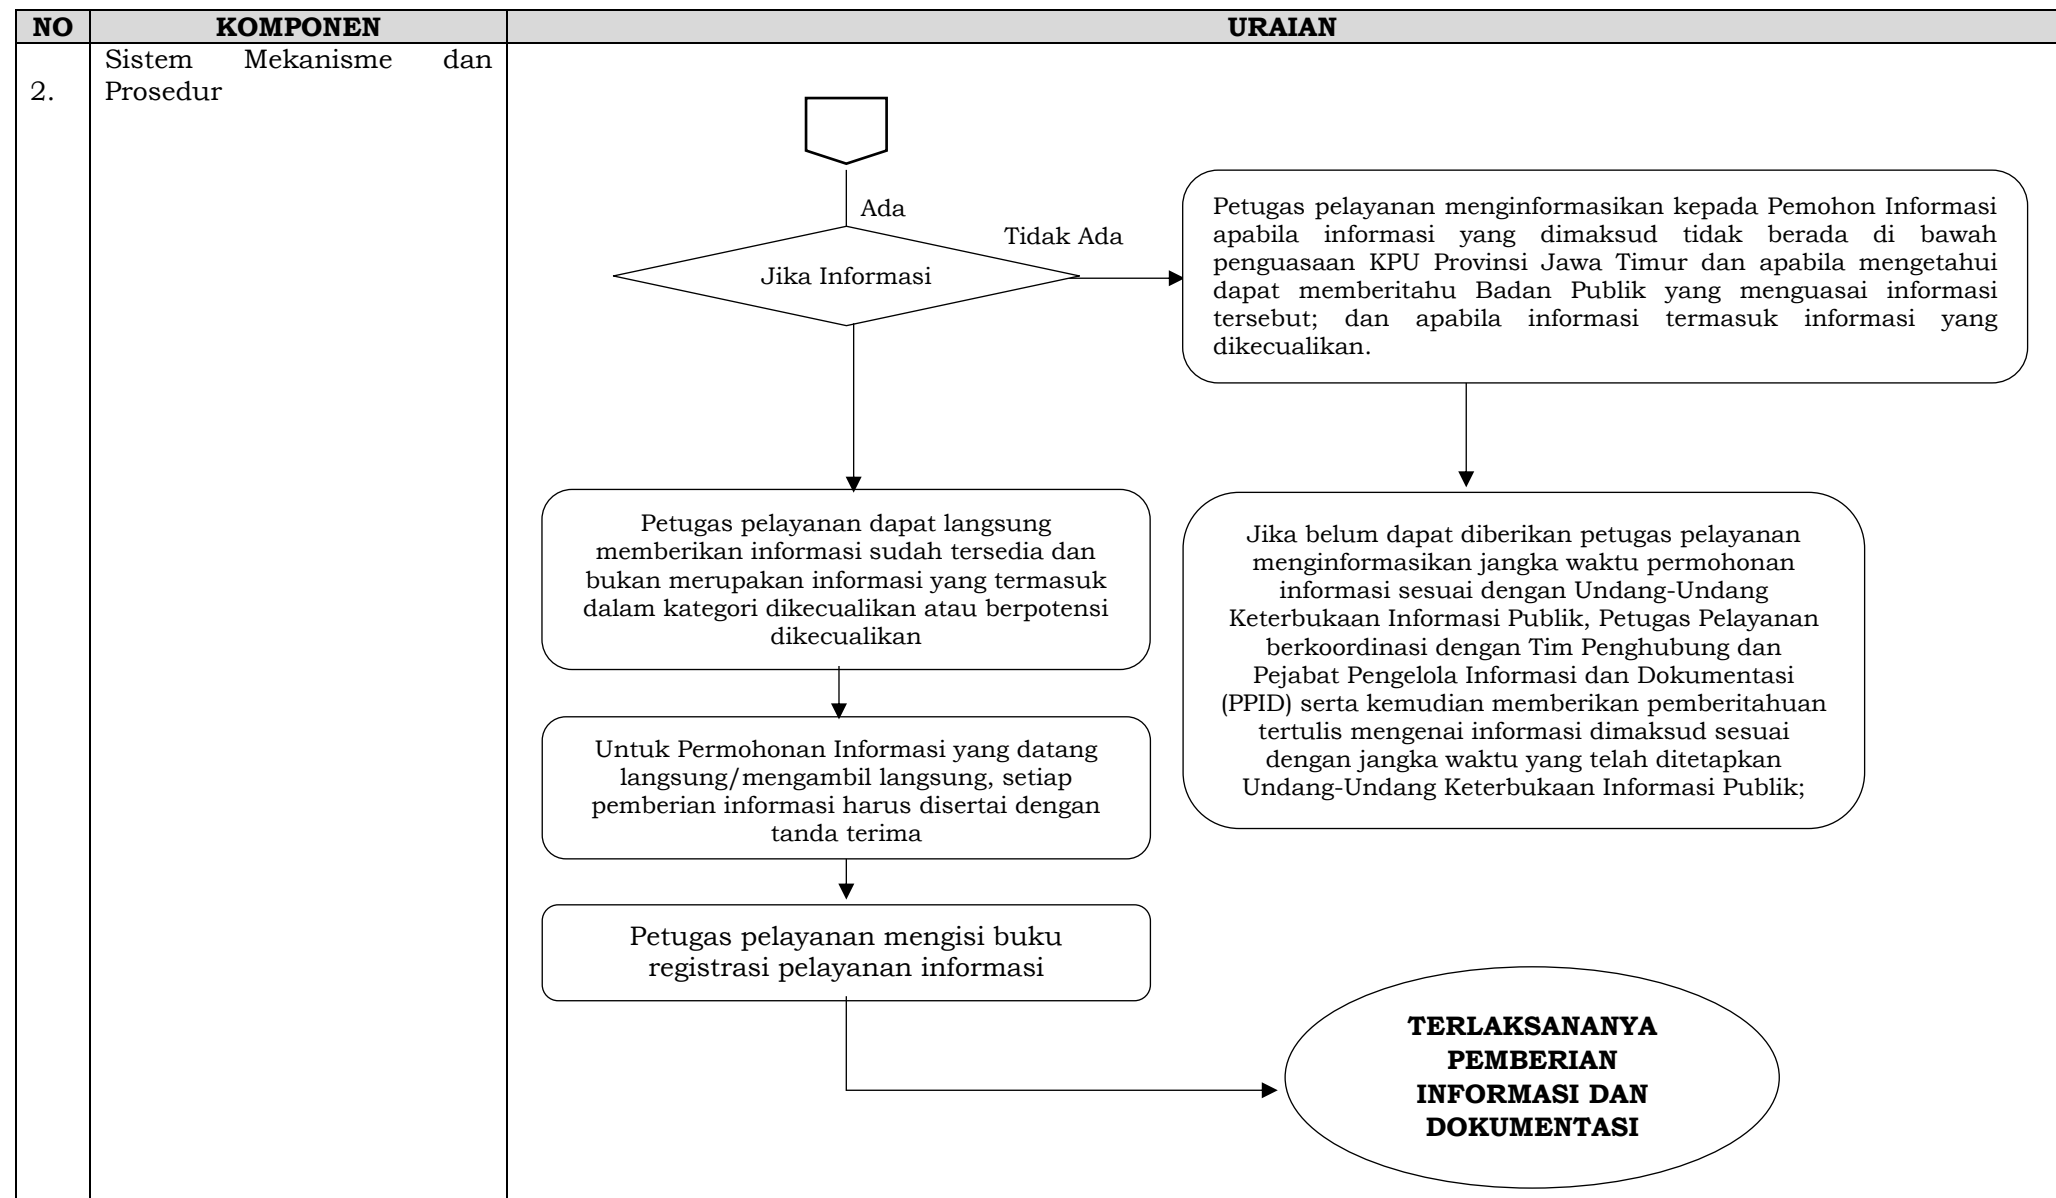 NO KOMPONEN URAIAN
2.
Sistem Mekanisme dan
Prosedur
Ada
Jika Informasi
Tidak Ada
Petugas pelayanan menginformasikan kepada Pemohon Informasi
apabila informasi yang dimaksud tidak berada di bawah
penguasaan KPU Provinsi Jawa Timur dan apabila mengetahui
dapat memberitahu Badan Publik yang menguasai informasi
tersebut; dan apabila informasi termasuk informasi yang
dikecualikan.
Petugas pelayanan dapat langsung
memberikan informasi sudah tersedia dan
bukan merupakan informasi yang termasuk
dalam kategori dikecualikan atau berpotensi
dikecualikan
Jika belum dapat diberikan petugas pelayanan
menginformasikan jangka waktu permohonan
informasi sesuai dengan Undang-Undang
Keterbukaan Informasi Publik, Petugas Pelayanan
berkoordinasi dengan Tim Penghubung dan
Pejabat Pengelola Informasi dan Dokumentasi
(PPID) serta kemudian memberikan pemberitahuan
tertulis mengenai informasi dimaksud sesuai
dengan jangka waktu yang telah ditetapkan
Undang-Undang Keterbukaan Informasi Publik;
Untuk Permohonan Informasi yang datang
langsung/mengambil langsung, setiap
pemberian informasi harus disertai dengan
tanda terima
Petugas pelayanan mengisi buku
registrasi pelayanan informasi
TERLAKSANANYA
PEMBERIAN
INFORMASI DAN
DOKUMENTASI